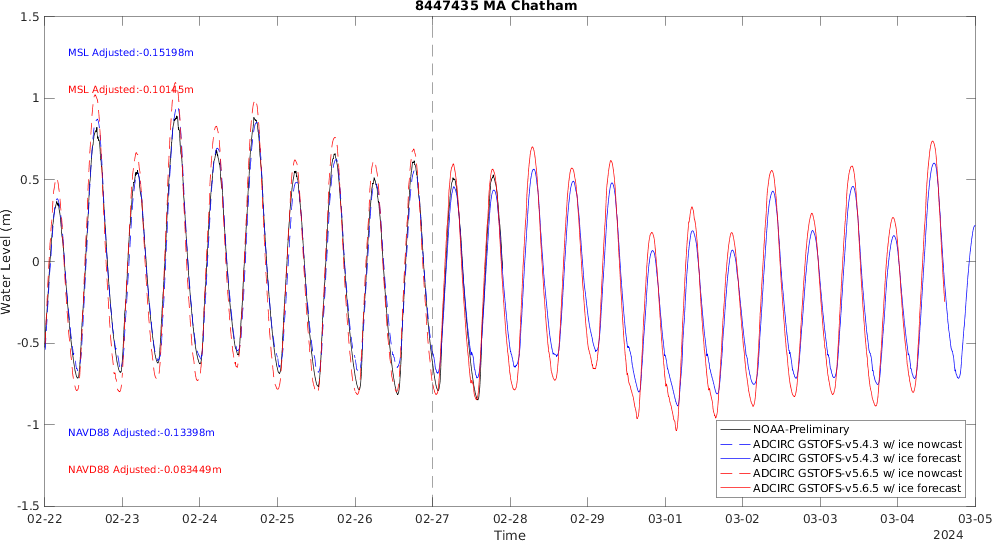 8447435 MA Chatham
1.5
1
0.5
0
-0.5
-1
-1.5
Water Level (m)
MSL Adjusted:-0.15198m
MSL Adjusted:-0.10145m
NAVD88 Adjusted:-0.13398m
NAVD88 Adjusted:-0.083449m
NOAA-Preliminary
ADCIRC GSTOFS-v5.4.3 w/ ice nowcast
ADCIRC GSTOFS-v5.4.3 w/ ice forecast
ADCIRC GSTOFS-v5.6.5 w/ ice nowcast
ADCIRC GSTOFS-v5.6.5 w/ ice forecast
02-22 02-23 02-24 02-25 02-26 02-27 02-28 02-29 03-01 03-02 03-03 03-04 03-05
Time
2024